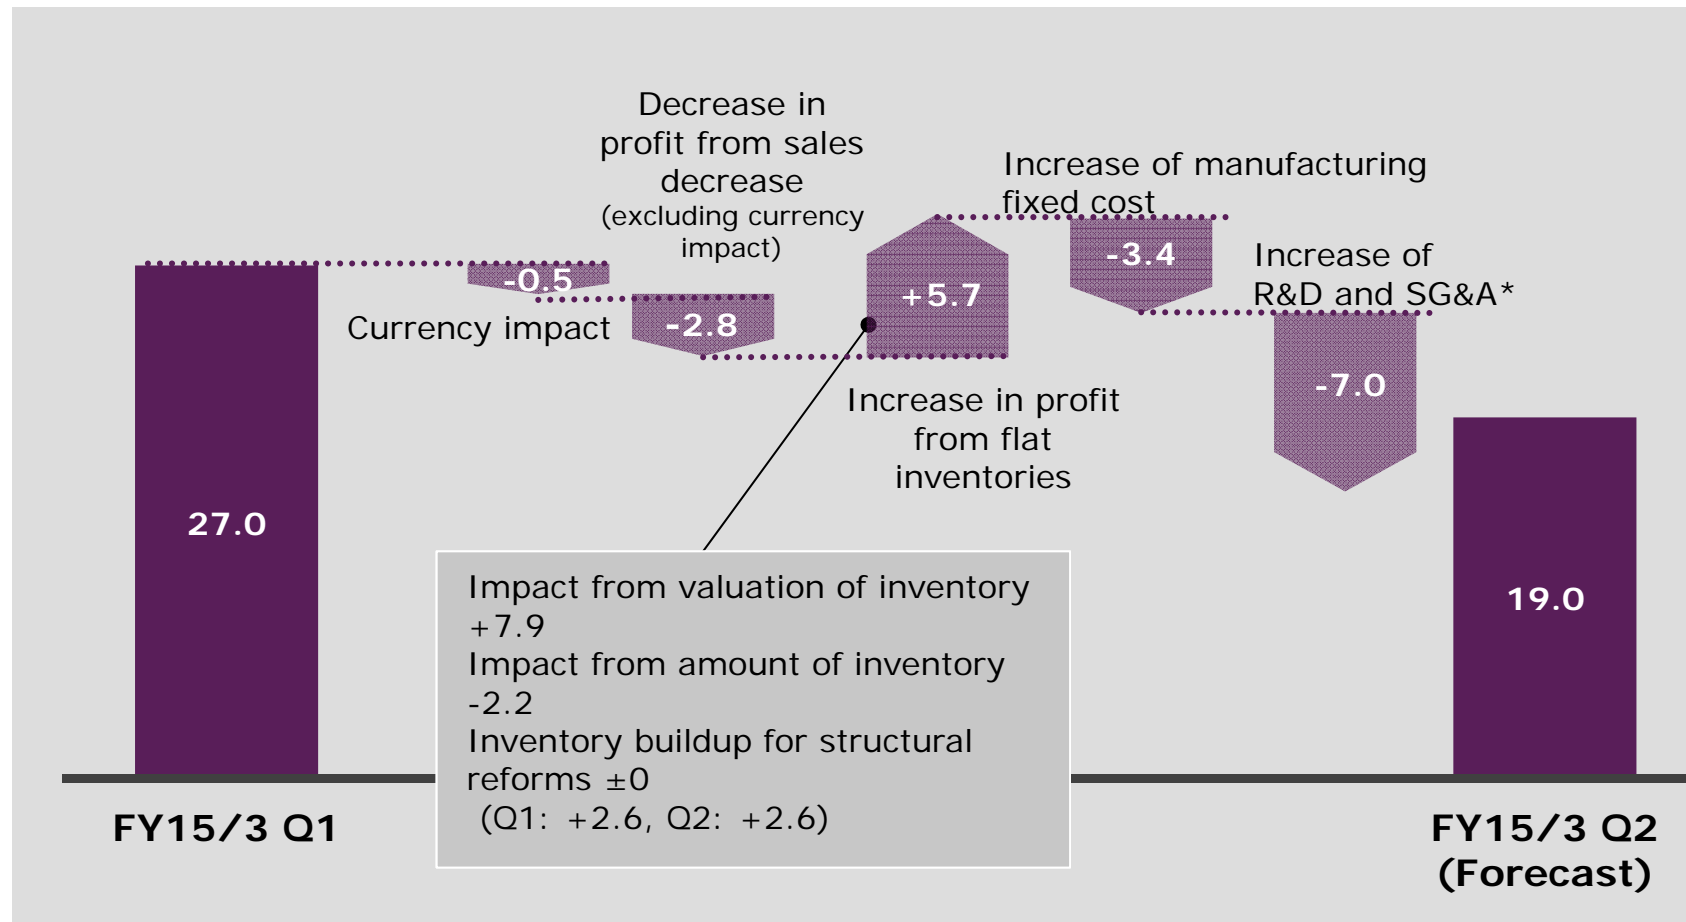 Decrease in
profit from sales
decrease
(excluding currency
impact)
Increase of manufacturing
fixed cost
Increase of
R&D and SG&A*
-0.5
-2.8
+5.7
-3.4
-7.0
Currency impact
Increase in profit
from flat
inventories
27.0
19.0
Impact from valuation of inventory
+7.9
Impact from amount of inventory
-2.2
Inventory buildup for structural
reforms ±0
(Q1: +2.6, Q2: +2.6)
FY15/3 Q1
FY15/3 Q2
(Forecast)